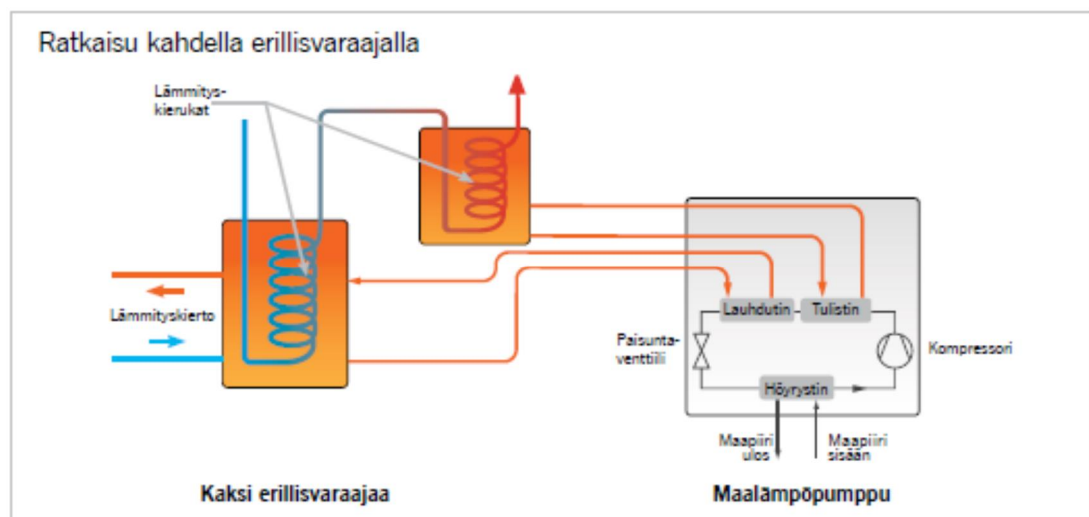 Ratkaisu kahdella erillisvaraajalla
Lämmitys-
kierukat
Lämmityskierto
Lauhdutin
Tulistin
Paisunta-
venttiili
Kompressori
Höyrystin
Maapiiri
ulos
Maapiiri
sisään
Kaksi erillisvaraajaa
Maalämpöpumppu